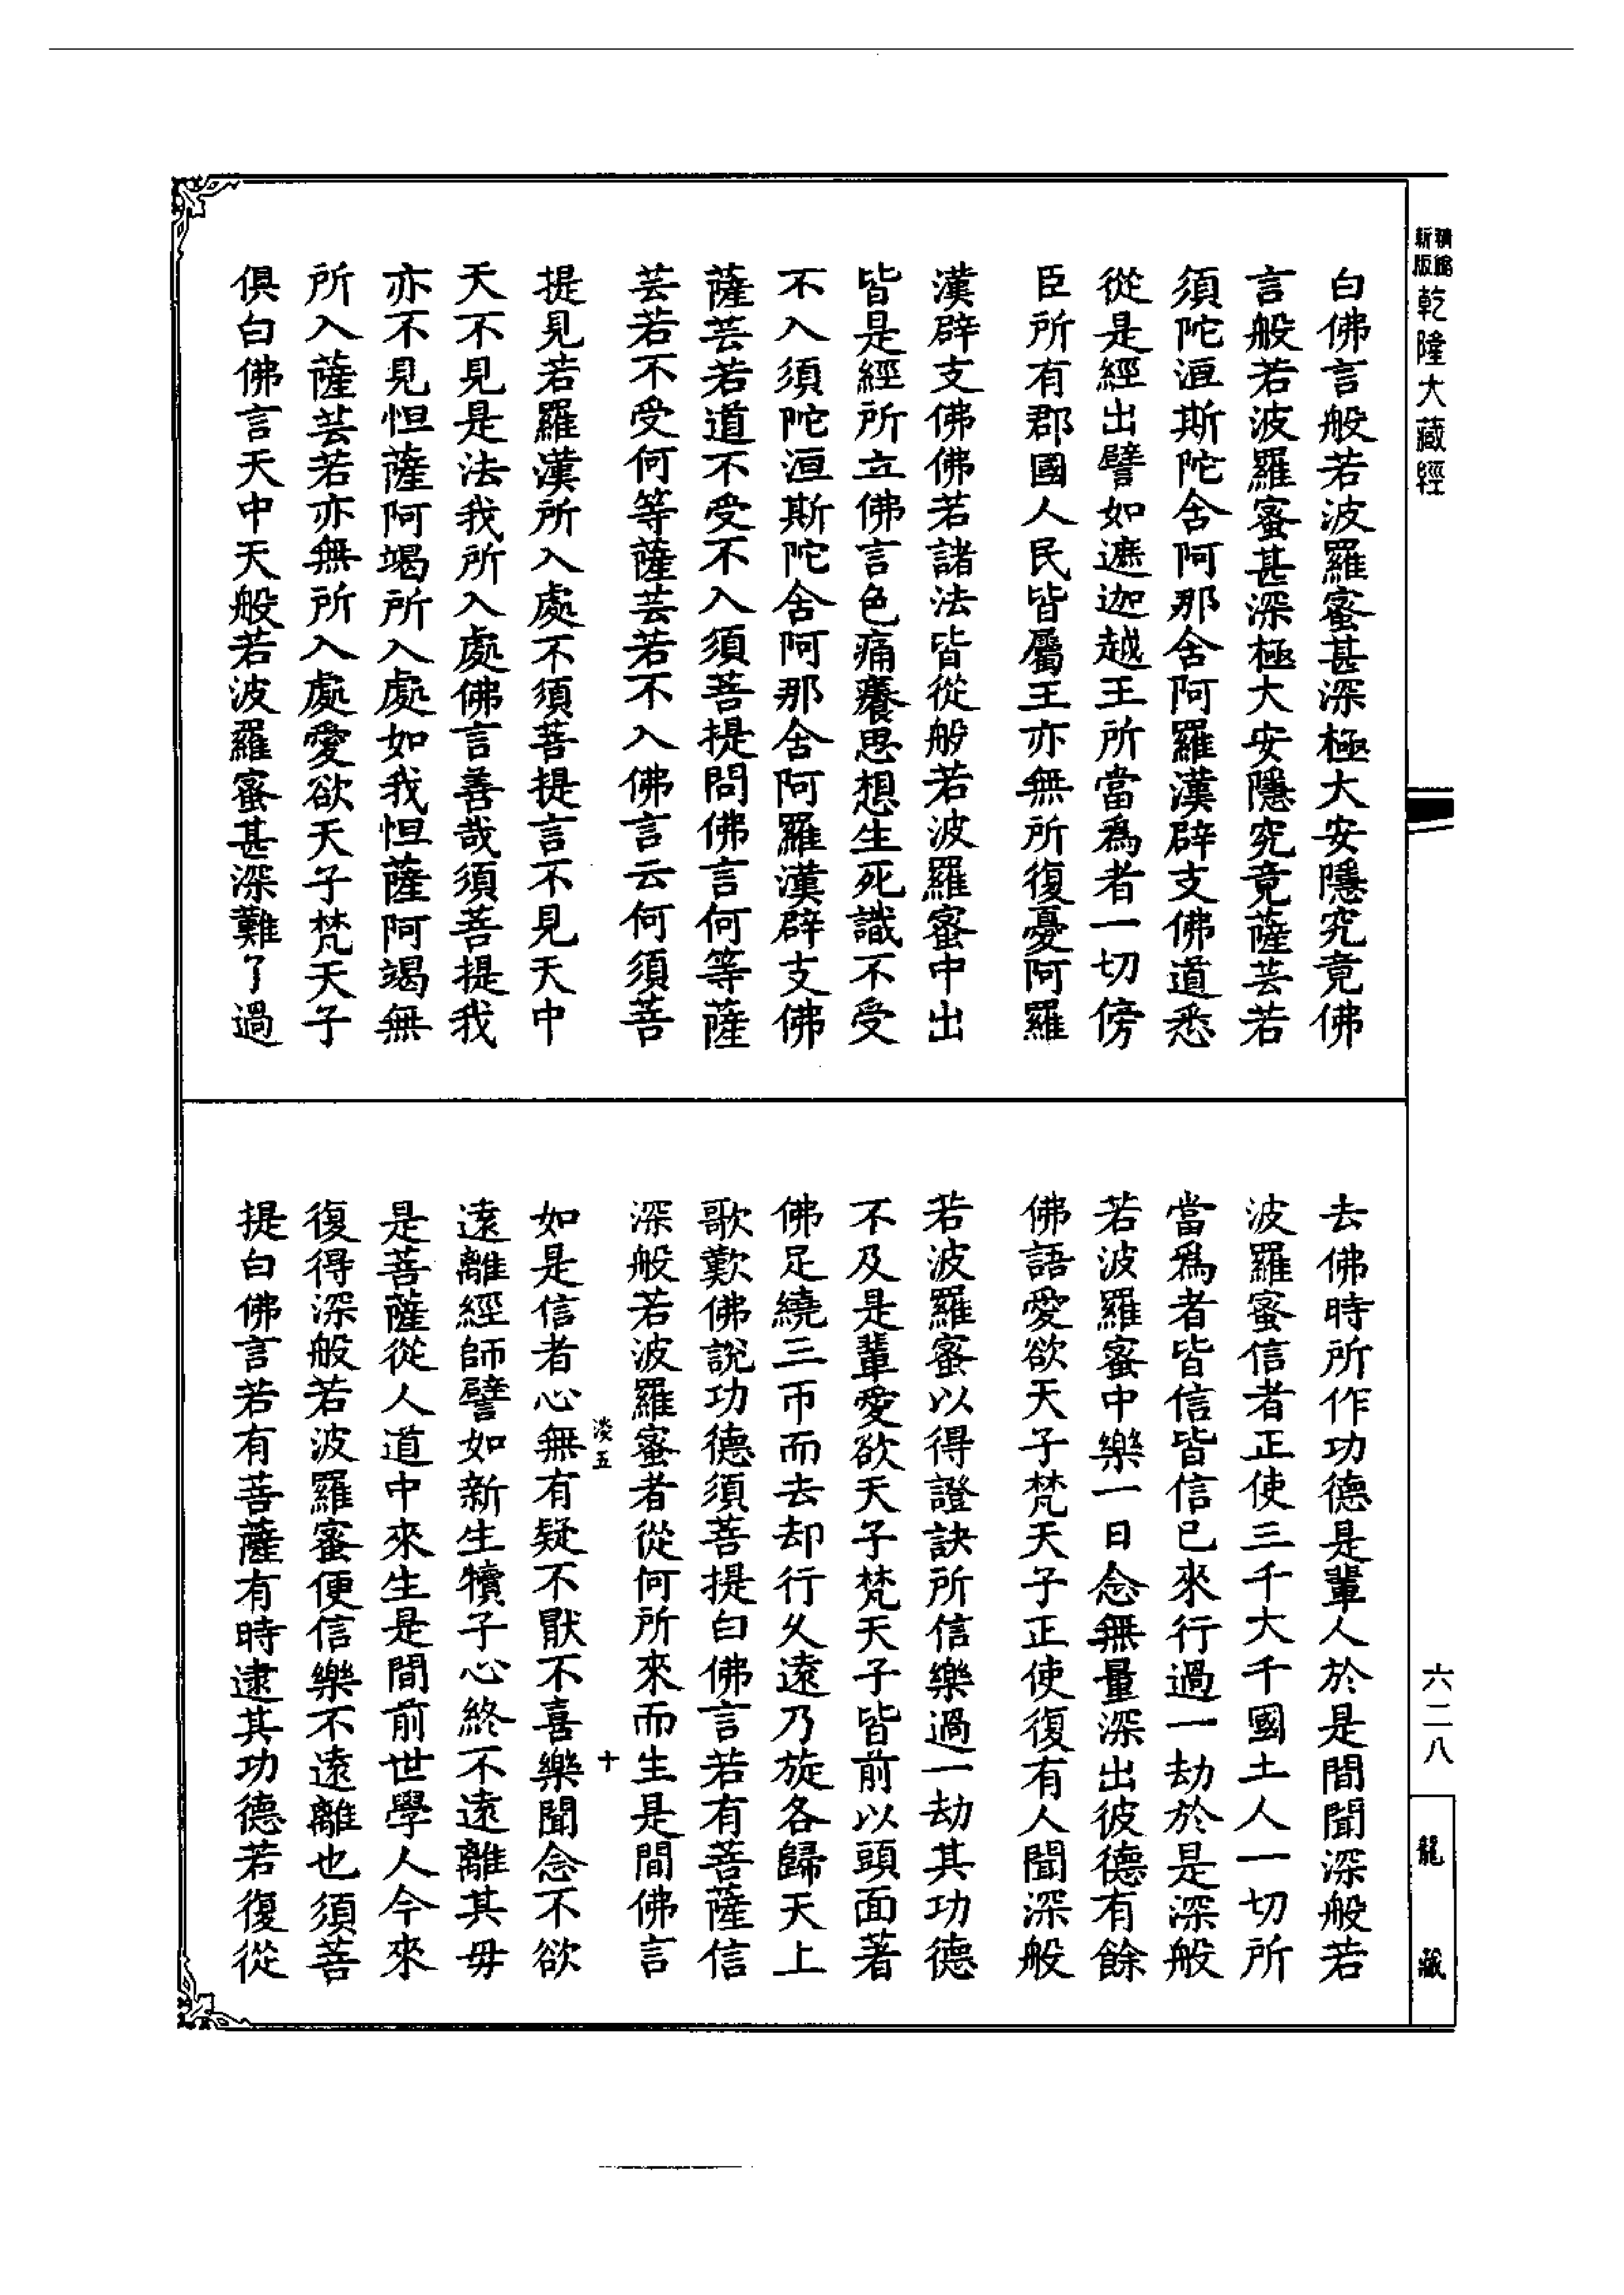 精縮新版乾隆大藏經
白佛言般若波羅蜜甚深極大安隱究竟佛
言般若波羅蜜甚深極大安隱究竟薩芸若
須陀洹斯陀舍阿那舍阿羅漢辟支佛道悉
從是經出譬如遮迦越王所當爲者一切傍
臣所有郡國人民皆屬王亦無所復憂阿羅
漢辟支佛佛若諸法皆從般若波羅蜜中出
皆是經所立佛言色痛癢思想生死識不受
不入須陀洹斯陀舍阿那舍阿羅漢辟支佛
薩芸若道不受不入須菩提問佛言何等薩
芸若不受何等薩芸若不入佛言云何須菩
提見若羅漢所入處不須菩提言不見天中
天不見是法我所入處佛言善哉須菩提我
亦不見怛薩阿竭所入處如我怛薩阿竭無
所入薩芸若亦無所入處愛欲天子梵天子
俱白佛言天中天般若波羅蜜甚深難了過
去佛時所作功德是輩人於是間聞深般若
波羅蜜信者正使三千大千國土人一切所
當爲者皆信皆信已來行過一劫於是深般
若波羅蜜中樂一日念無量深出彼德有餘
佛語愛欲天子梵天子正使復有人聞深般
若波羅蜜以得證訣所信樂過一劫其功德
不及是輩愛欲天子梵天子皆前以頭面著
佛足繞三帀而去却行久遠乃旋各歸天上
歌歎佛說功德須菩提白佛言若有菩薩信
深般若波羅蜜者從何所來而生是間佛言
淡五 十
如是信者心無有疑不猒不喜樂聞念不欲
遠離經師譬如新生犢子心終不遠離其毋
是菩薩從人道中來生是間前世學人今來
復得深般若波羅蜜便信樂不遠離也須菩
提白佛言若有菩薩有時逮其功德若復從
六二八
龍藏